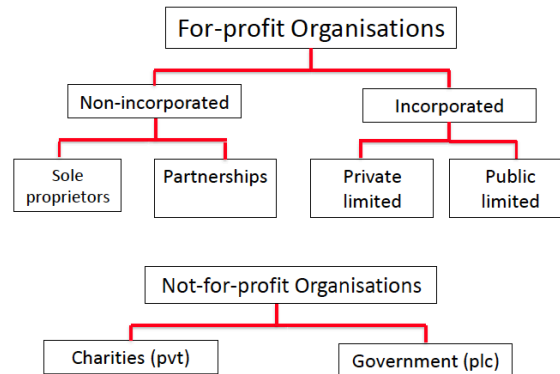 For-profit Organisations
Non-incorporated
Incorporated
Sole
proprietors
Partnerships
Private
limited
Public
limited
Not-for-profit Organisations
Charities (pvt)
Government (plc)